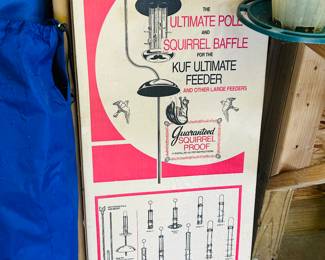 THE
ULTIMATE POLE
AND
SQUIRREL BAFFLE
FOR THE
KUF ULTIMATE
FEEDER
AND OTHER LARGE FEEDERS
Guaranteed
SQUIRREL
PROOF